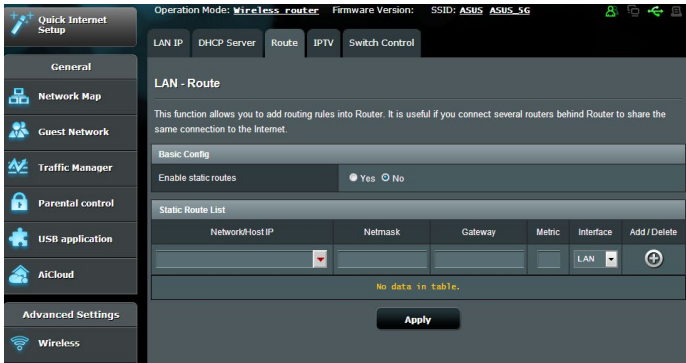 Quick Internet
Setup
General
Network Map
Guest Network
Traffic Manager
Parental control
USB application
AiCloud
Advanced Settings
Wireless
Operation Mode: Wireless router Firmware Version: SSID: ASUS ASUS_5G
LAN IP DHCP Server Route IPTV Switch Control
LAN - Route
This function allows you to add routing rules into Router. It is useful if you connect several routers behind Router to share the
same connection to the Internet.
Basic Config
Enable static routes Yes No
Static Route List
Network/Host IP Netmask Gateway Metric Interface Add / Delete
LAN
No data in table.
Apply